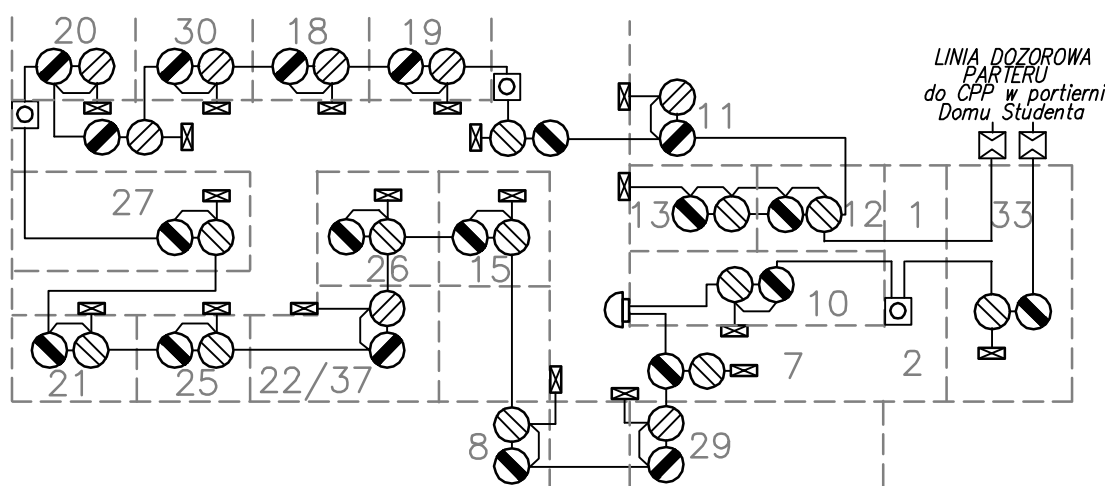 20 30 18 19
LINIA DOZOROWA
PARTERU
do CPP w portierni
Domu Studenta
11
27
13 12 1 33
26 15
10
21 25 22/37
7 2
8 29